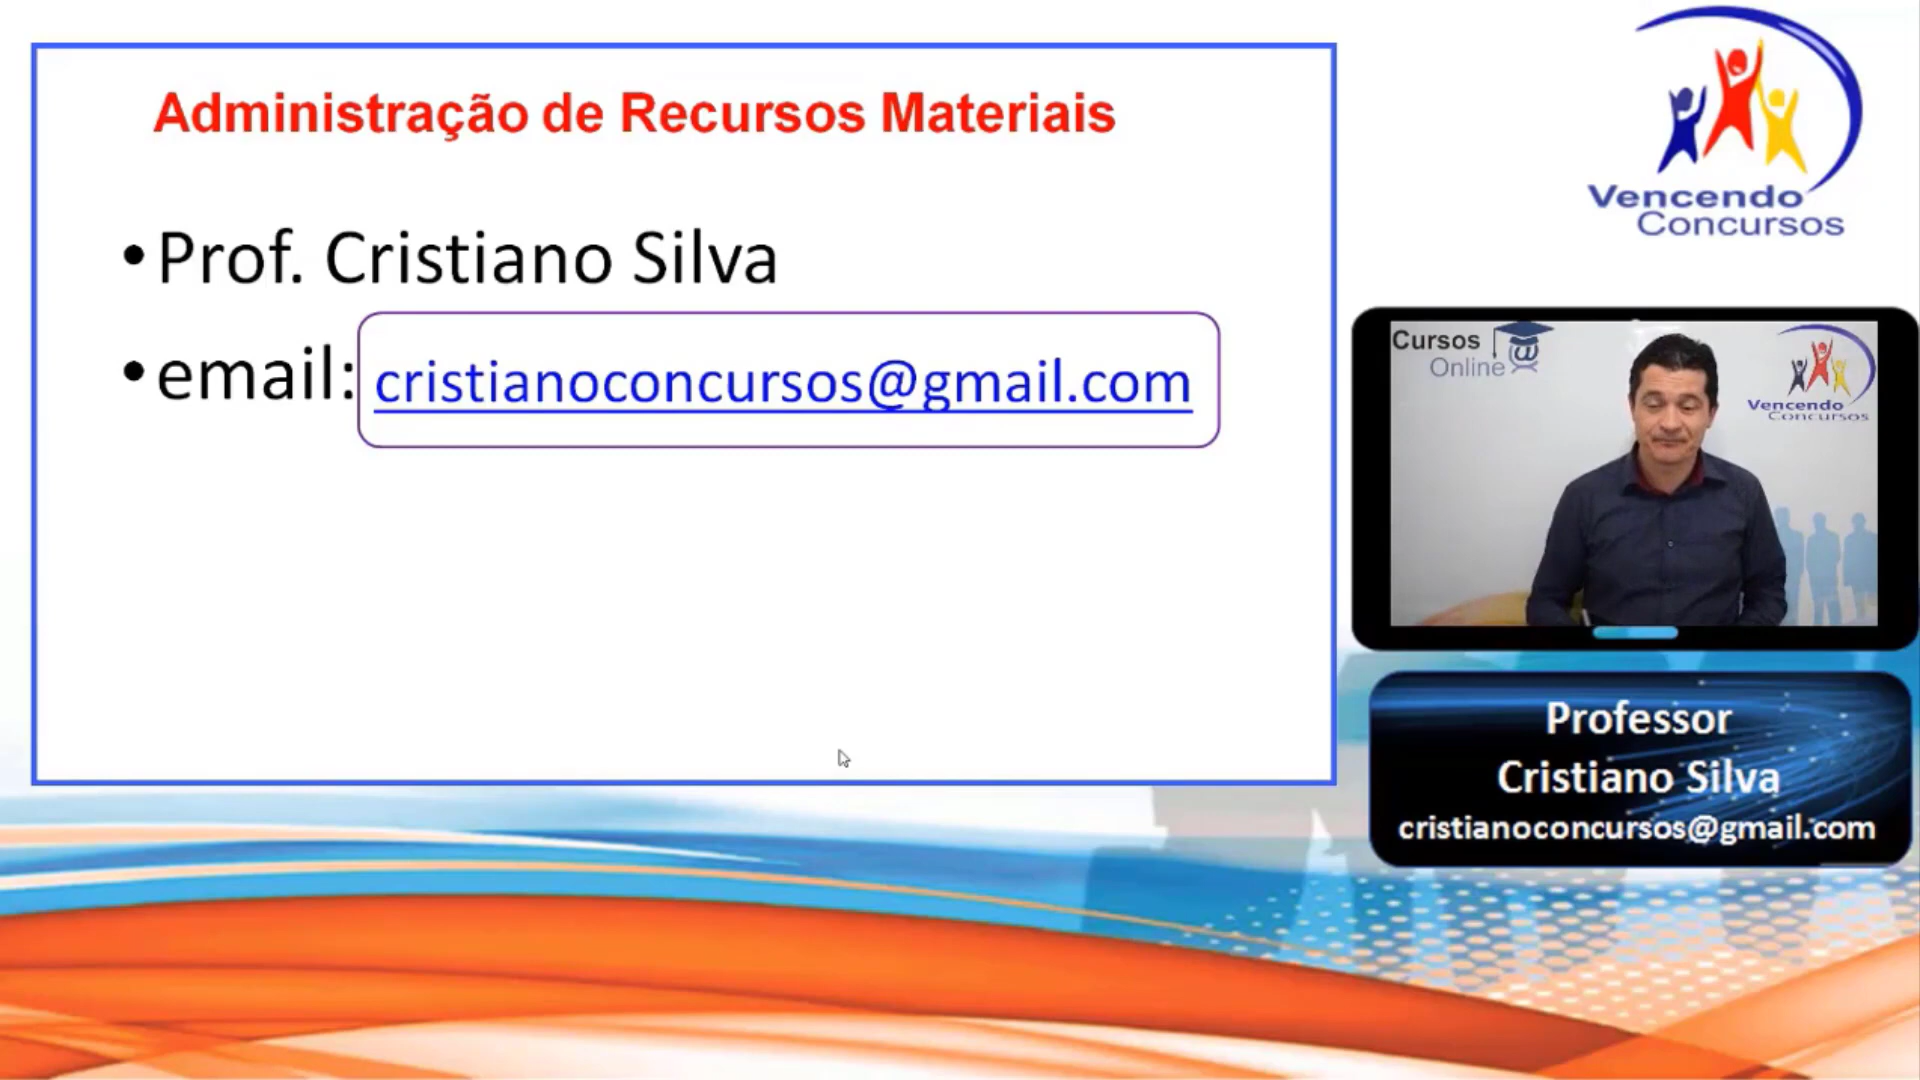 Administração de Recursos Materiais
• Prof. Cristiano Silva
• email: cristianoconcursos@gmail.com
Vencendo
Concursos
Cursos
Online
Vencendo
Concursos
Professor
Cristiano Silva
cristianoconcursos@gmail.com